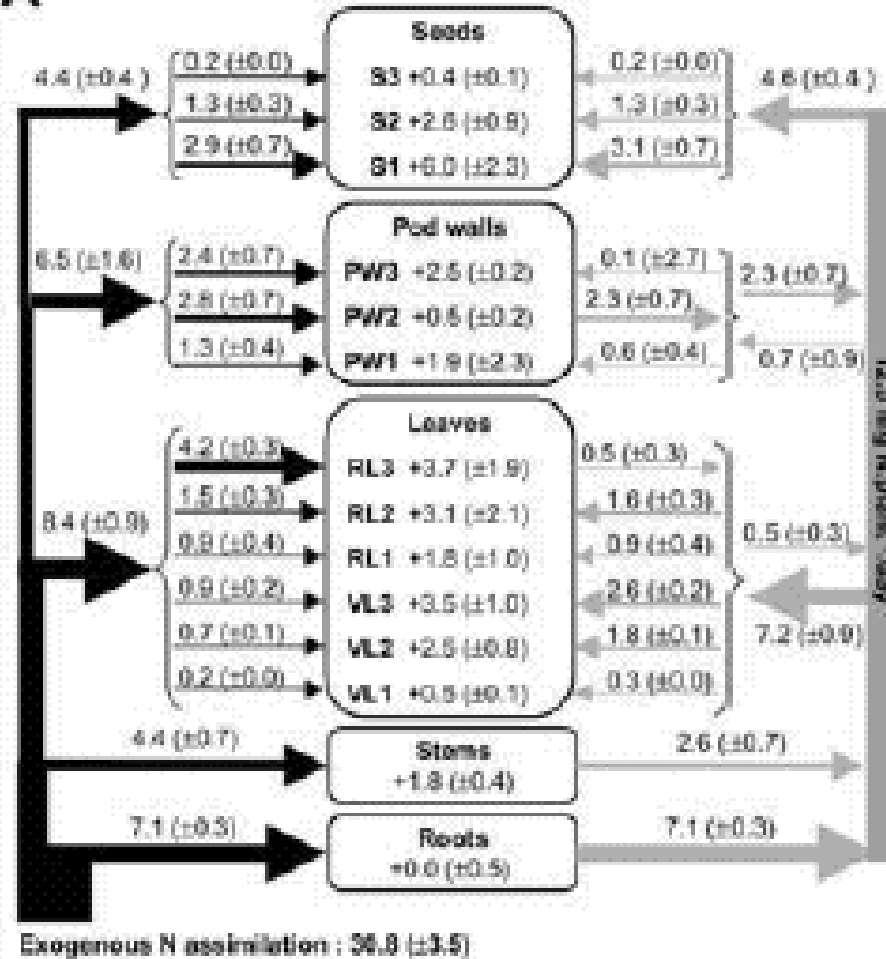 Seeds
4.4 (±0.4) 0.2 (±0.0) S3 +0.4 (±0.1) 0.2 (±0.0) 4.6 (±0.4)
1.3 (±0.3) S2 +2.6 (±0.9) 1.3 (±0.3)
2.9 (±0.7) S1 +6.0 (±2.3) 3.1 (±0.7)
Pod walls
6.5 (±1.6) 2.4 (±0.7) PW3 +2.5 (±0.2) 0.1 (±2.7) 2.3 (±0.7)
2.8 (±0.7) PW2 +0.5 (±0.2) 2.3 (±0.7)
1.3 (±0.4) PW1 +1.9 (±2.3) 0.6 (±0.4) 0.7 (±0.9)
Leaves
4.2 (±0.3) RL3 +3.7 (±1.9) 0.5 (±0.3)
8.4 (±0.9) 1.5 (±0.3) RL2 +3.1 (±2.1) 1.6 (±0.3)
0.9 (±0.4) RL1 +1.8 (±1.0) 0.9 (±0.4) 0.5 (±0.3)
0.9 (±0.2) VL3 +3.5 (±1.0) 2.6 (±0.2)
0.7 (±0.1) VL2 +2.5 (±0.8) 1.8 (±0.1) 7.2 (±0.9)
0.2 (±0.0) VL1 +0.5 (±0.1) 0.3 (±0.0)
4.4 (±0.7) Stems 2.6 (±0.7)
+1.8 (±0.4)
7.1 (±0.3) Roots 7.1 (±0.3)
+0.0 (±0.5)
Exogenous N assimilation : 30.8 (±3.5)